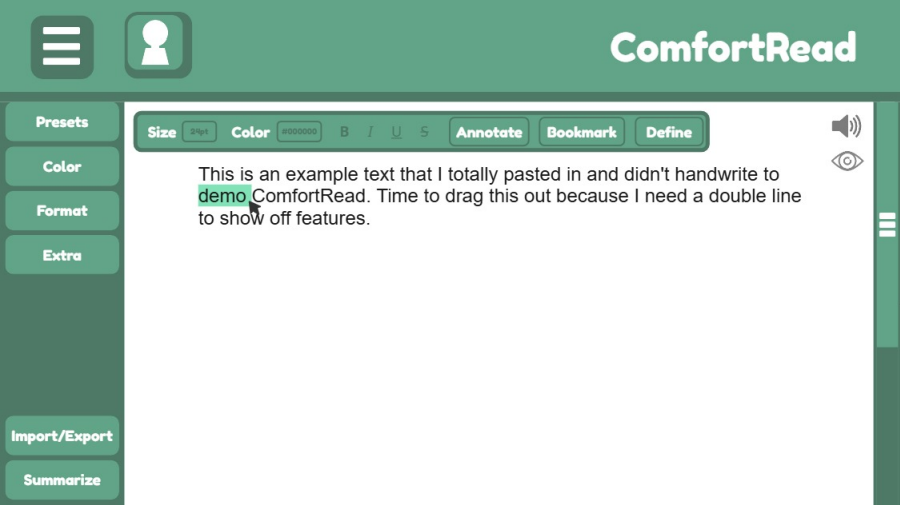 ComfortRead
Presets
Color
Format
Extra
Import/Export
Summarize
Size 24pt Color #000000 B I U S Annotate Bookmark Define
This is an example text that I totally pasted in and didn't handwrite to
demo ComfortRead. Time to drag this out because I need a double line
to show off features.